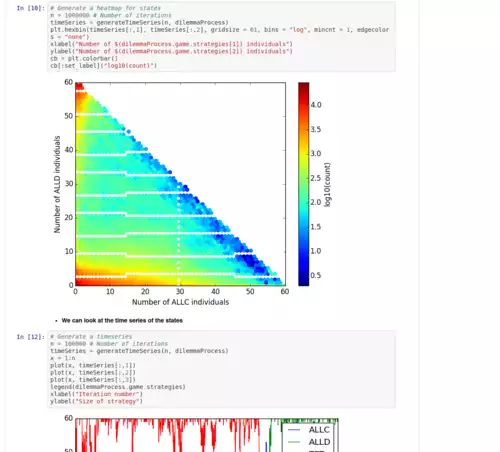 In [10]: # Generate a heatmap for states
n = 1000000 # Number of iterations
timeSeries = generateTimeSeries(n, dilemmaProcess)
plt.hexbin(timeSeries[:,1], timeSeries[:,2], gridsize = 61, bins = "log", mincnt = 1, edgecolor
s = "none")
xlabel("Number of $(dilemmaProcess.game.strategies[1]) individuals")
ylabel("Number of $(dilemmaProcess.game.strategies[2]) individuals")
cb = plt.colorbar()
cb[:set_label]("log10(count)")
60
50
40
30
20
10
0
Number of ALLD individuals
0 10 20 30 40 50 60
Number of ALLC individuals
4.0
3.5
3.0
2.5
2.0
1.5
1.0
0.5
log10(count)
• We can look at the time series of the states
In [12]: # Generate a timeseries
n = 100000 # Number of iterations
timeSeries = generateTimeSeries(n, dilemmaProcess)
x = 1:n
plot(x, timeSeries[:,1])
plot(x, timeSeries[:,2])
plot(x, timeSeries[:,3])
legend(dilemmaProcess.game.strategies)
xlabel("Iteration number")
ylabel("Size of strategy")
60
50
ALLC
ALLD